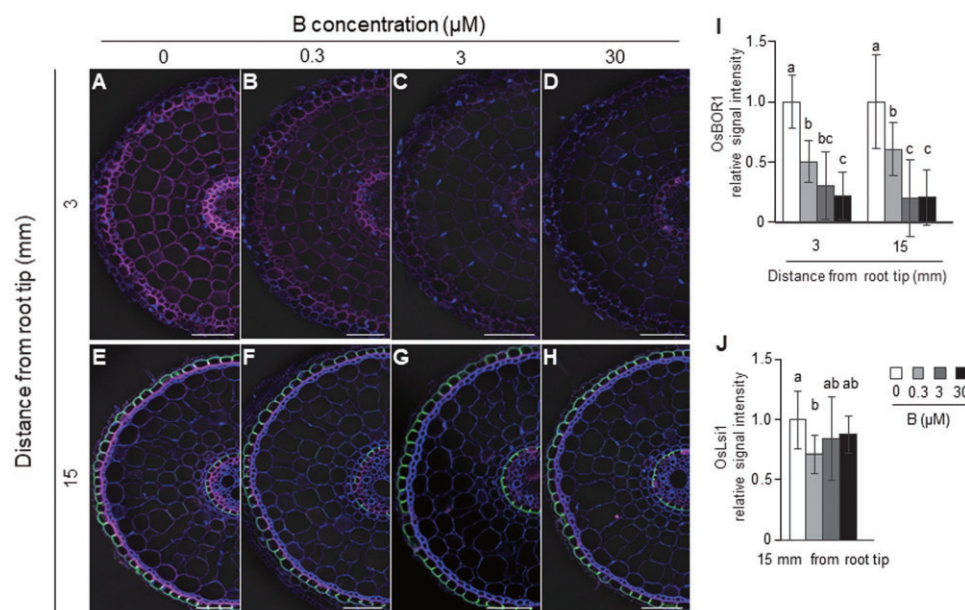 B concentration (µM)
0 0.3 3 30
Distance from root tip (mm)
3
A B C D
15
E F G H
I
OsBOR1
relative signal intensity
1.5
1.0
0.5
0
a b bc c a b c c
3 15
Distance from root tip (mm)
J
OsLsi1
relative signal intensity
1.5
1.0
0.5
0
a b ab ab
15 mm from root tip
0 0.3 3 30
B (µM)